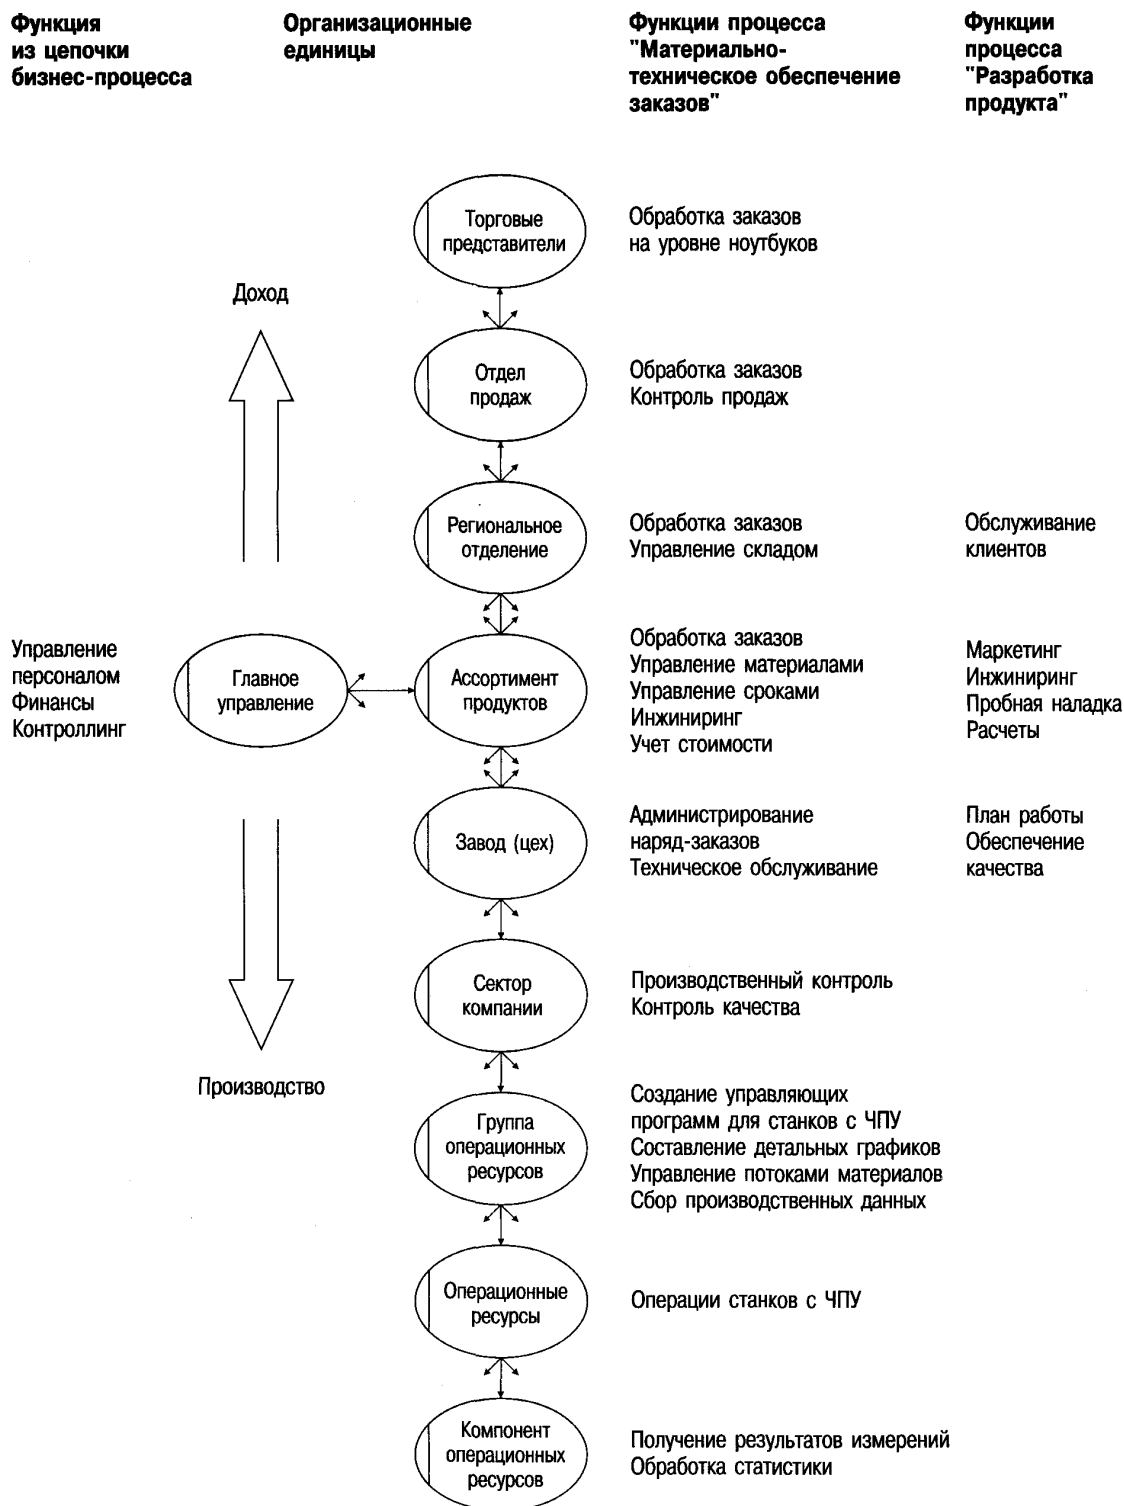 Функция
из цепочки
бизнес-процесса
Организационные
единицы
Функции процесса
"Материально-
техническое обеспечение
заказов"
Функции
процесса
"Разработка
продукта"
Торговые
представители
Обработка заказов
на уровне ноутбуков
Доход
Отдел
продаж
Обработка заказов
Контроль продаж
Региональное
отделение
Обработка заказов
Управление складом
Обслуживание
клиентов
Управление
персоналом
Финансы
Контроллинг
Главное
управление
Ассортимент
продуктов
Обработка заказов
Управление материалами
Управление сроками
Инжиниринг
Учет стоимости
Маркетинг
Инжиниринг
Пробная наладка
Расчеты
Завод (цех)
Администрирование
наряд-заказов
Техническое обслуживание
План работы
Обеспечение
качества
Сектор
компании
Производственный контроль
Контроль качества
Производство
Группа
операционных
ресурсов
Создание управляющих
программ для станков с ЧПУ
Составление детальных графиков
Управление потоками материалов
Сбор производственных данных
Операционные
ресурсы
Операции станков с ЧПУ
Компонент
операционных
ресурсов
Получение результатов измерений
Обработка статистики